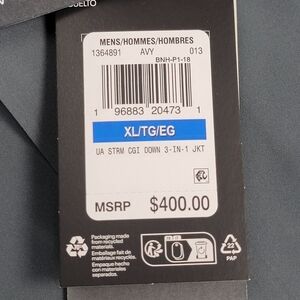 SUELTO
MENS/HOMMES/HOMBRES
1364891 AVY 013
BNH-P1-18
1 96883 20473 1
XL/TG/EG
UA STRM CGI DOWN 3-IN-1 JKT
MSRP $400.00
Packaging made
from recycled
materials.
Emballage fait de
matériaux recyclés.
Empaque hecho
con materiales
separados.
22
PAP